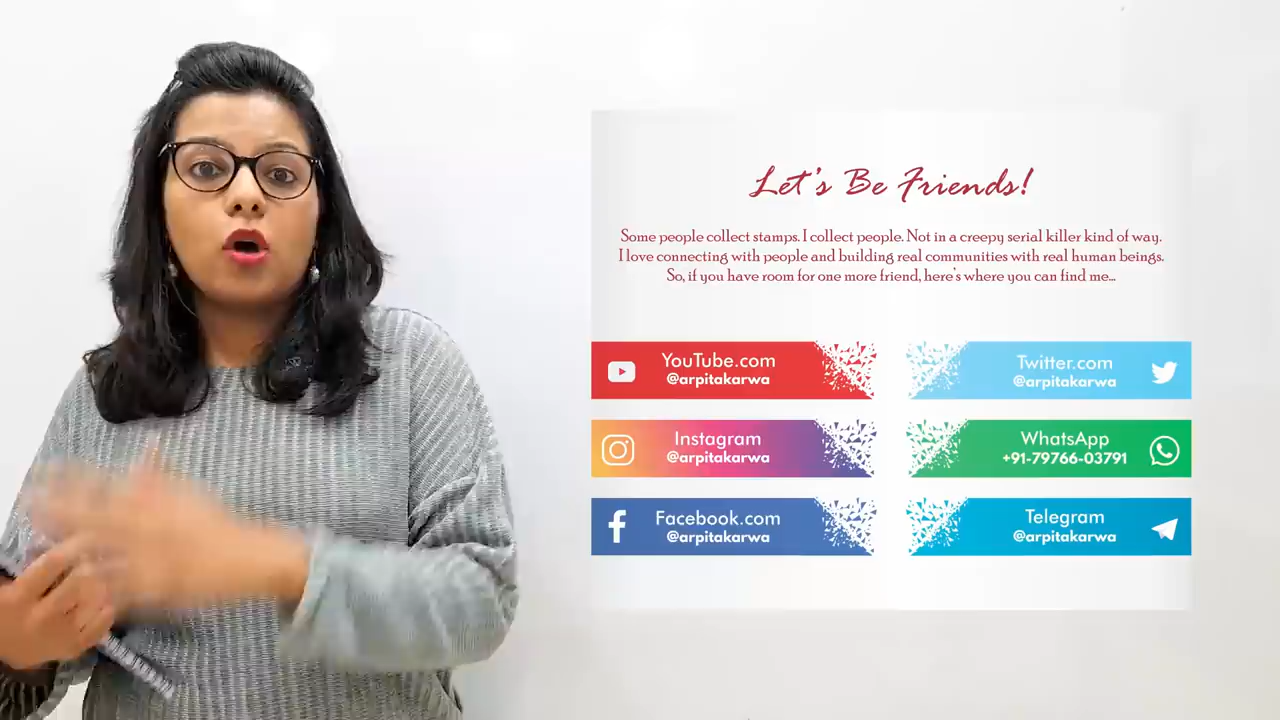 Let's Be Friends!
Some people collect stamps. I collect people. Not in a creepy serial killer kind of way.
I love connecting with people and building real communities with real human beings.
So, if you have room for one more friend, here's where you can find me...
YouTube.com
@arpitakarwa
Twitter.com
@arpitakarwa
Instagram
@arpitakarwa
WhatsApp
+91-79766-03791
Facebook.com
@arpitakarwa
Telegram
@arpitakarwa